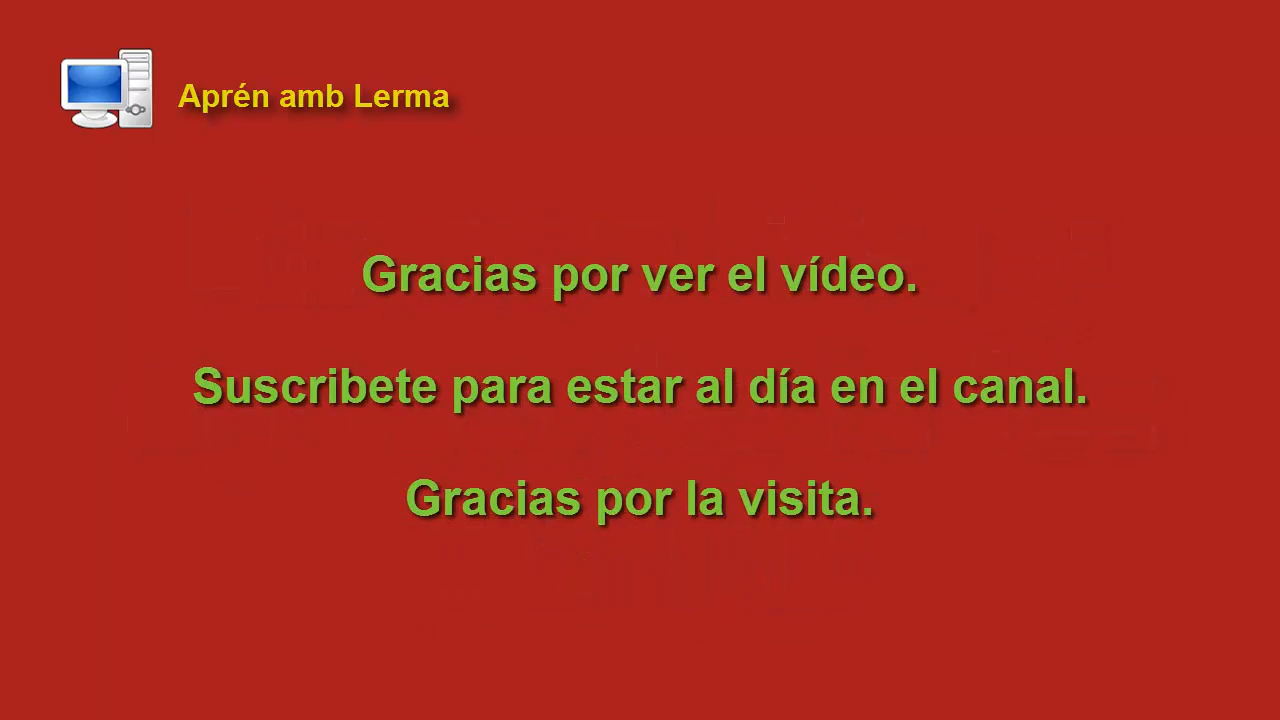 Aprén amb Lerma
Gracias por ver el vídeo.
Suscribete para estar al día en el canal.
Gracias por la visita.